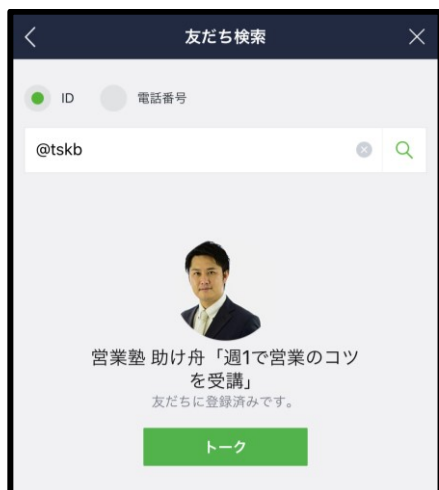 友だち検索
ID 電話番号
@tskb
営業塾 助け舟「週1で営業のコツ
を受講」
友だちに登録済みです。
トーク